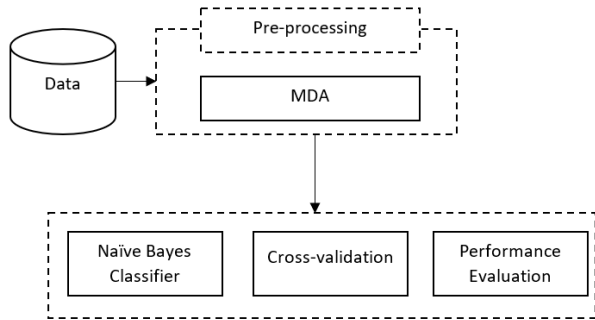 Pre-processing
Data
MDA
Naïve Bayes
Classifier
Cross-validation
Performance
Evaluation